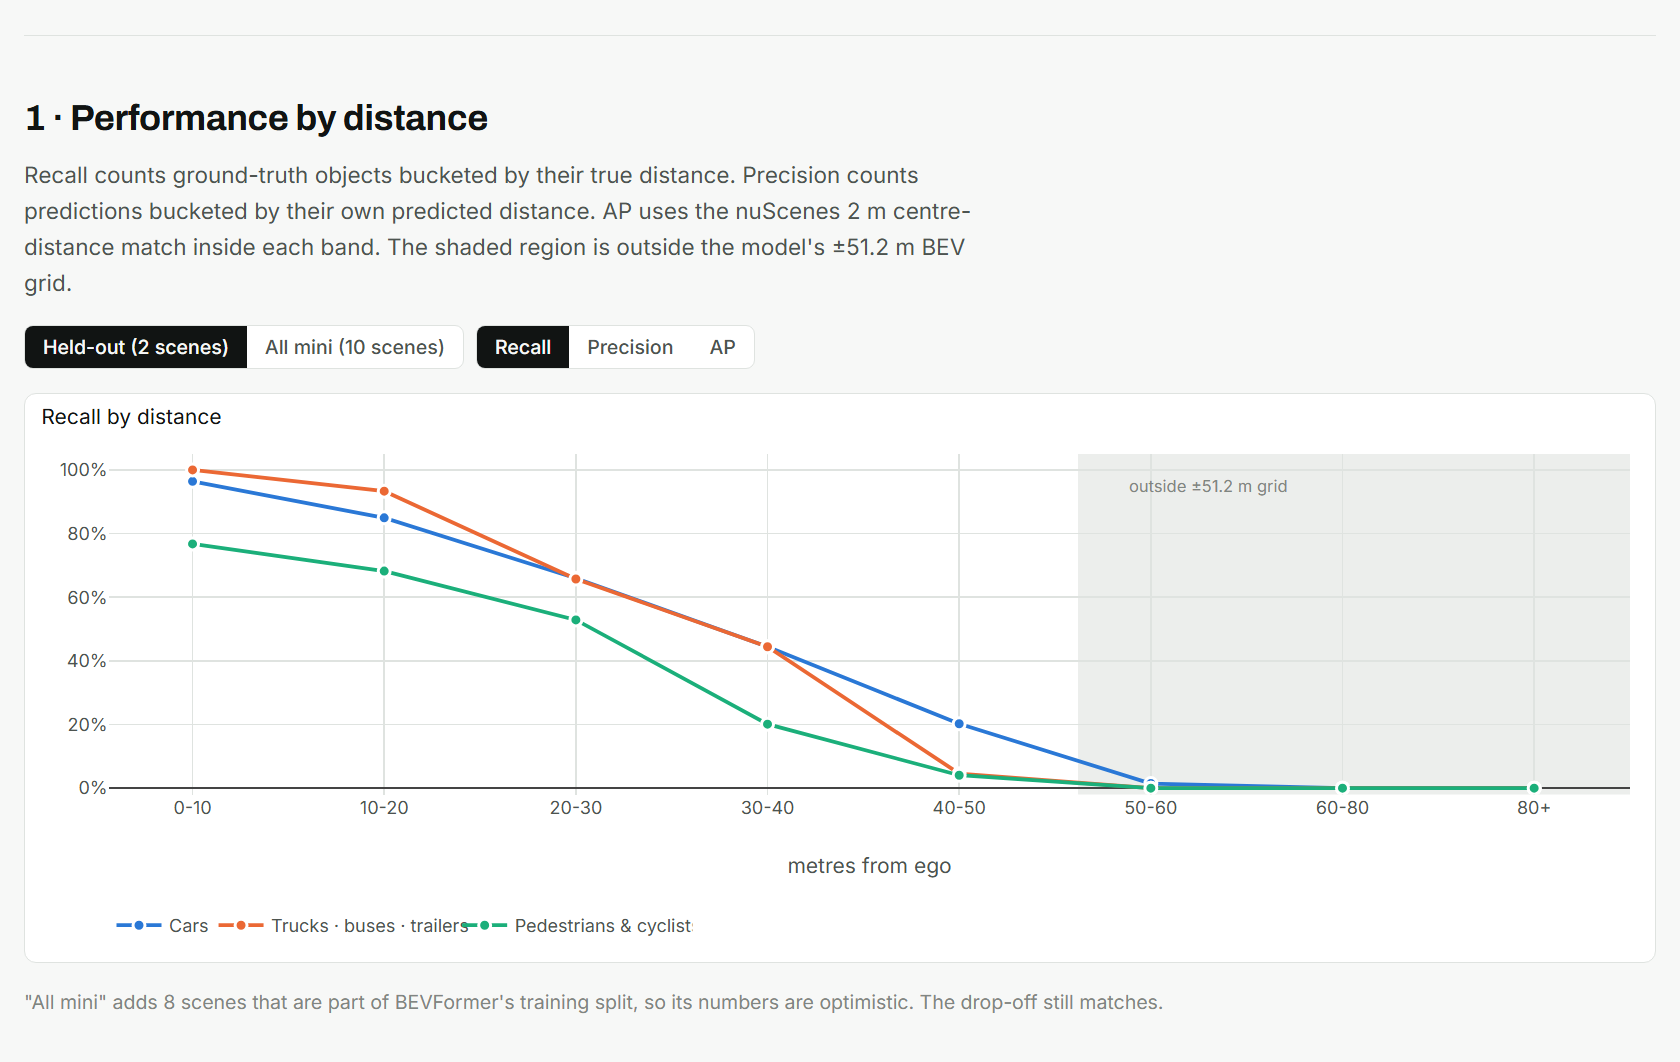 1 · Performance by distance
Recall counts ground-truth objects bucketed by their true distance. Precision counts
predictions bucketed by their own predicted distance. AP uses the nuScenes 2 m centre-
distance match inside each band. The shaded region is outside the model's ±51.2 m BEV
grid.
Held-out (2 scenes) All mini (10 scenes) Recall Precision AP
Recall by distance
100%
outside ±51.2 m grid
80%
60%
40%
20%
0%
0-10 10-20 20-30 30-40 40-50 50-60 60-80 80+
metres from ego
Cars Trucks · buses · trailers Pedestrians & cyclists
"All mini" adds 8 scenes that are part of BEVFormer's training split, so its numbers are optimistic. The drop-off still matches.